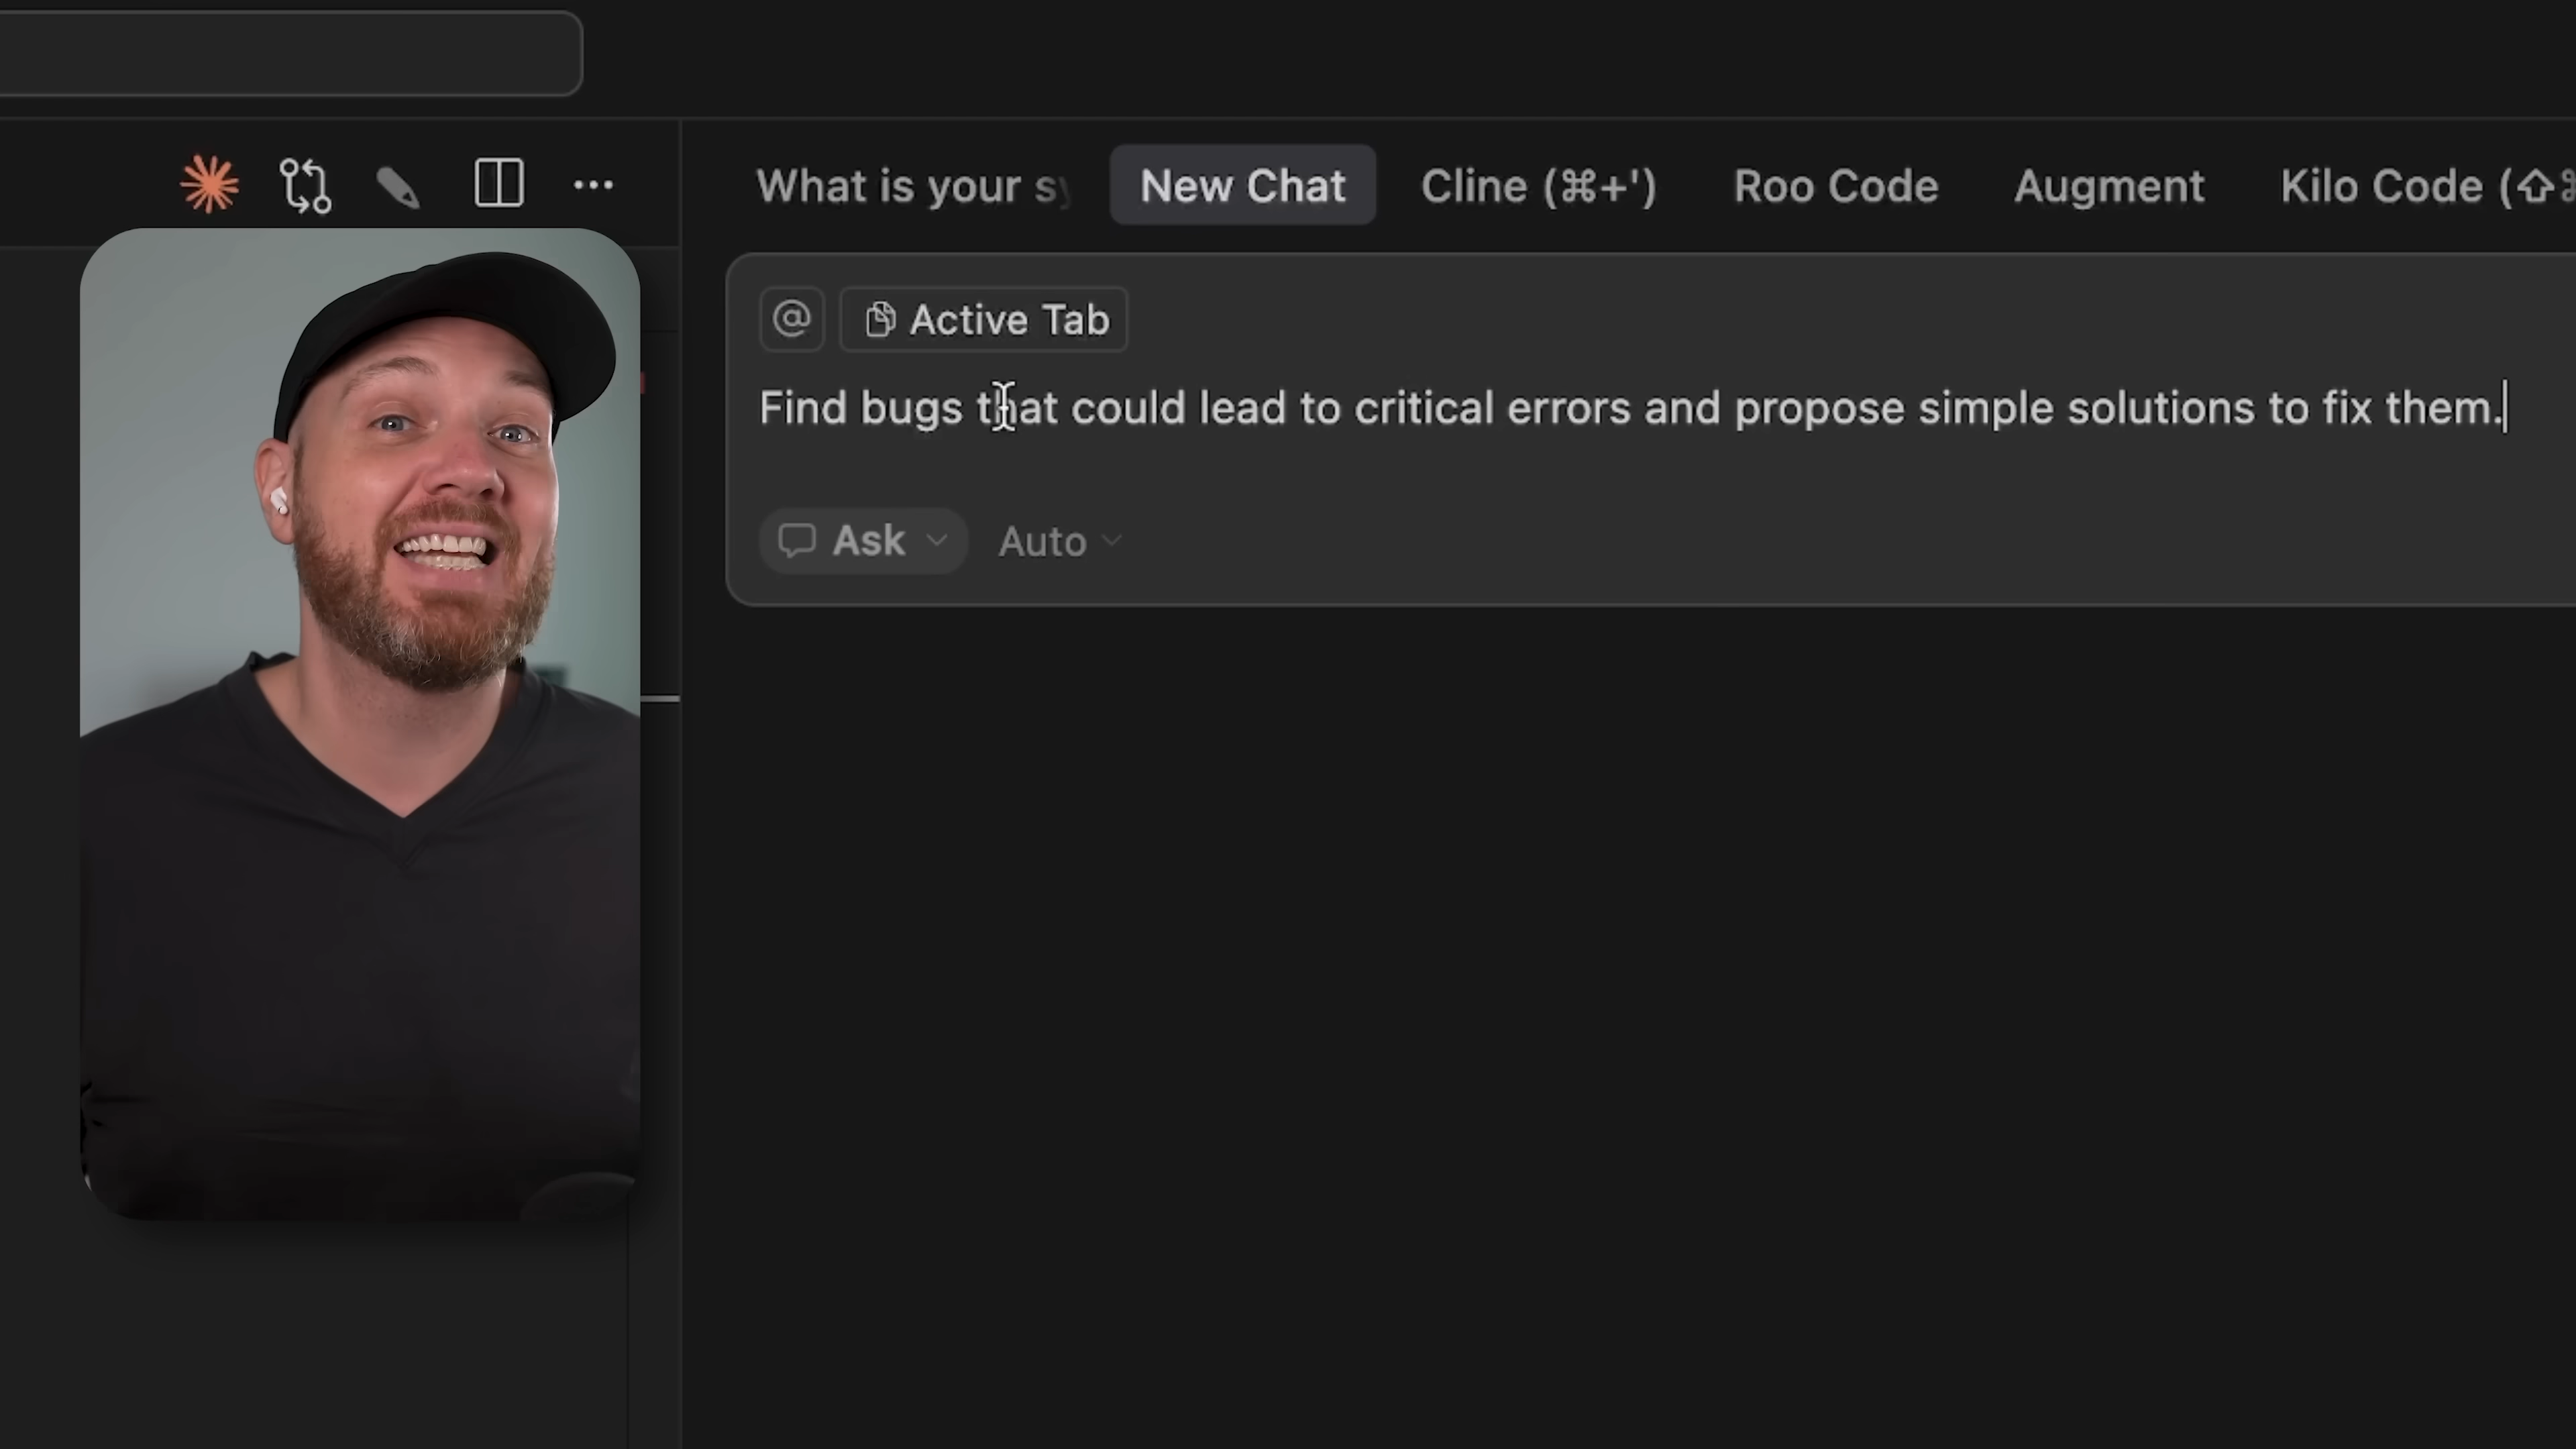 What is your
New Chat
Cline (⌘+')
Roo Code
Augment
Kilo Code (⇧⌘
@
Active Tab
Find bugs that could lead to critical errors and propose simple solutions to fix them.
Ask
Auto